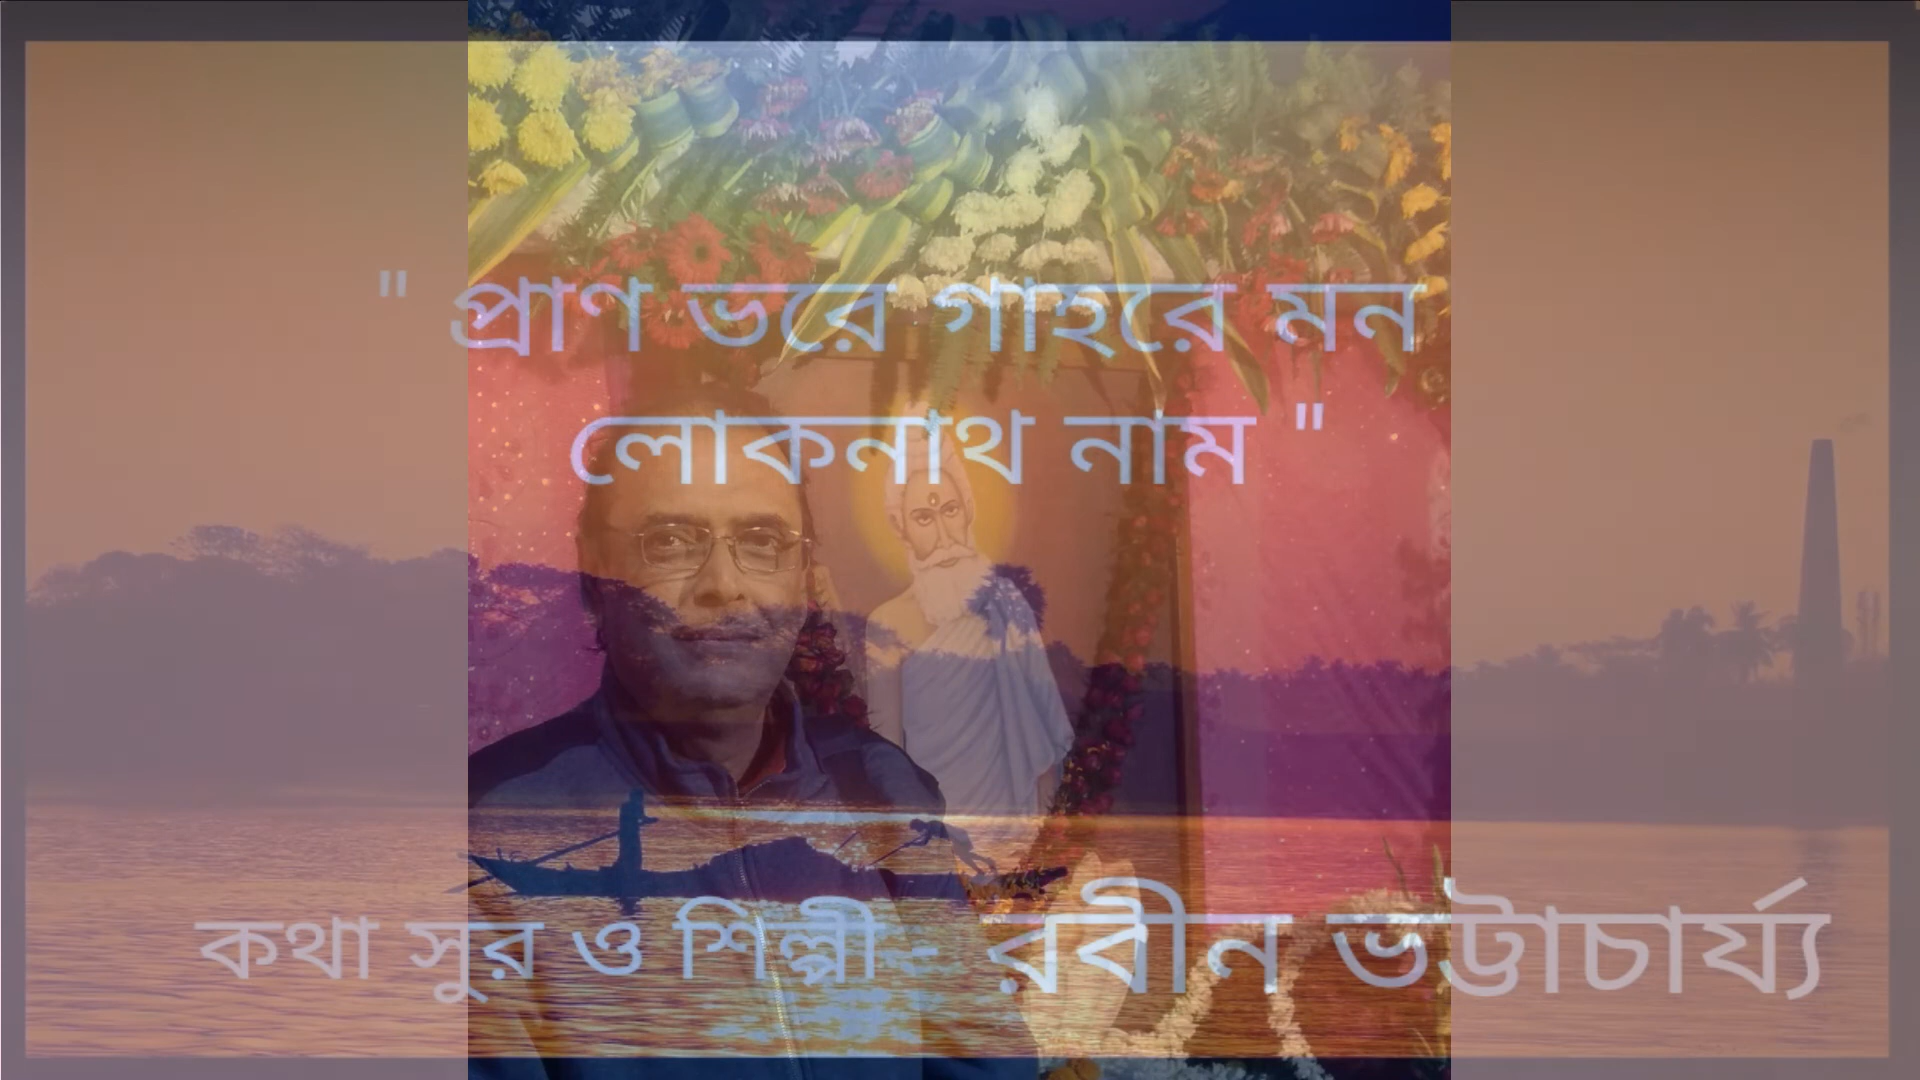 " প্রাণ ভরে গাহরে মন
লোকনাথ নাম "
কথা সুর ও শিল্পী:- রবীন ভট্টাচার্য্য